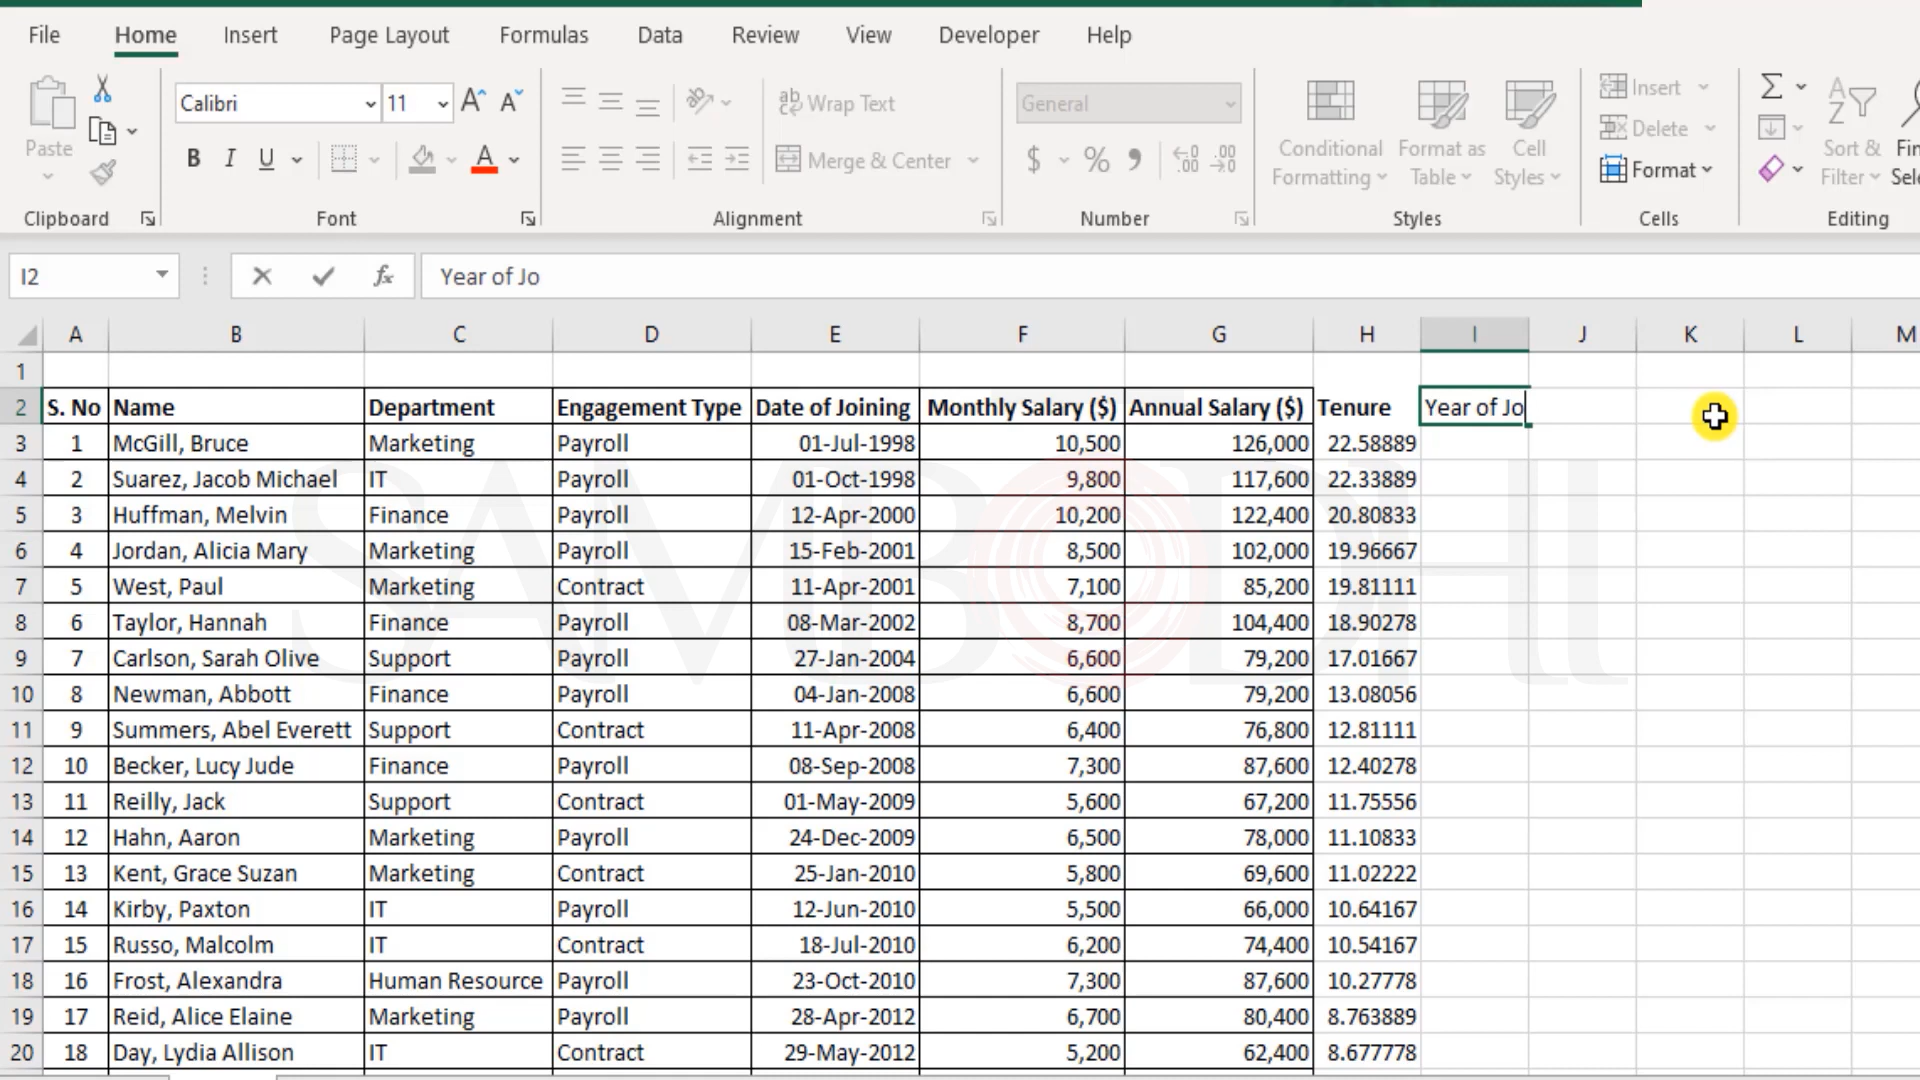 File Home Insert Page Layout Formulas Data Review View Developer Help
Calibri 11 A A ab Wrap Text General Insert
Paste Conditional Format as Cell Delete Sort &
B I U A Merge & Center $ % Formatting Table Styles Format Filter
Clipboard Font Alignment Number Styles Cells Editing
I2 fx Year of Jo
A B C D E F G H I J K L M
1
2 S. No Name Department Engagement Type Date of Joining Monthly Salary ($) Annual Salary ($) Tenure Year of Jo
3 1 McGill, Bruce Marketing Payroll 01-Jul-1998 10,500 126,000 22.58889
4 2 Suarez, Jacob Michael IT Payroll 01-Oct-1998 9,800 117,600 22.33889
5 3 Huffman, Melvin Finance Payroll 12-Apr-2000 10,200 122,400 20.80833
6 4 Jordan, Alicia Mary Marketing Payroll 15-Feb-2001 8,500 102,000 19.96667
7 5 West, Paul Marketing Contract 11-Apr-2001 7,100 85,200 19.81111
8 6 Taylor, Hannah Finance Payroll 08-Mar-2002 8,700 104,400 18.90278
9 7 Carlson, Sarah Olive Support Payroll 27-Jan-2004 6,600 79,200 17.01667
10 8 Newman, Abbott Finance Payroll 04-Jan-2008 6,600 79,200 13.08056
11 9 Summers, Abel Everett Support Contract 11-Apr-2008 6,400 76,800 12.81111
12 10 Becker, Lucy Jude Finance Payroll 08-Sep-2008 7,300 87,600 12.40278
13 11 Reilly, Jack Support Contract 01-May-2009 5,600 67,200 11.75556
14 12 Hahn, Aaron Marketing Payroll 24-Dec-2009 6,500 78,000 11.10833
15 13 Kent, Grace Suzan Marketing Contract 25-Jan-2010 5,800 69,600 11.02222
16 14 Kirby, Paxton IT Payroll 12-Jun-2010 5,500 66,000 10.64167
17 15 Russo, Malcolm IT Contract 18-Jul-2010 6,200 74,400 10.54167
18 16 Frost, Alexandra Human Resource Payroll 23-Oct-2010 7,300 87,600 10.27778
19 17 Reid, Alice Elaine Marketing Payroll 28-Apr-2012 6,700 80,400 8.763889
20 18 Day, Lydia Allison IT Contract 29-May-2012 5,200 62,400 8.677778
SAMBODHI